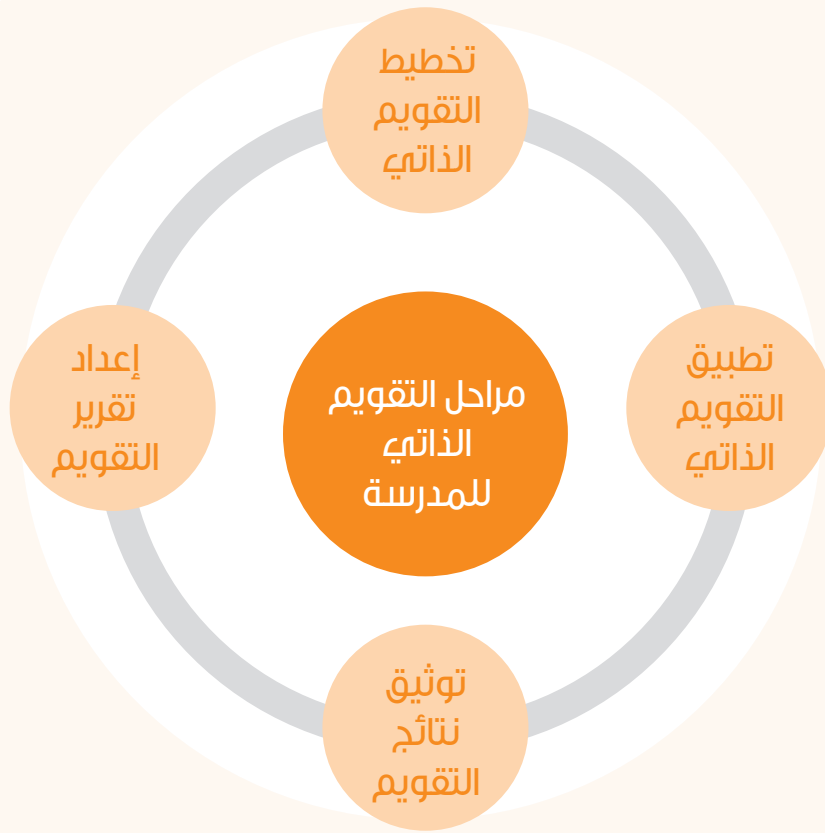 تخطيط
التقويم
الذاتي
تطبيق
التقويم
الذاتي
توثيق
نتائج
التقويم
إعداد
تقرير
التقويم
مراحل التقويم
الذاتي
للمدرسة